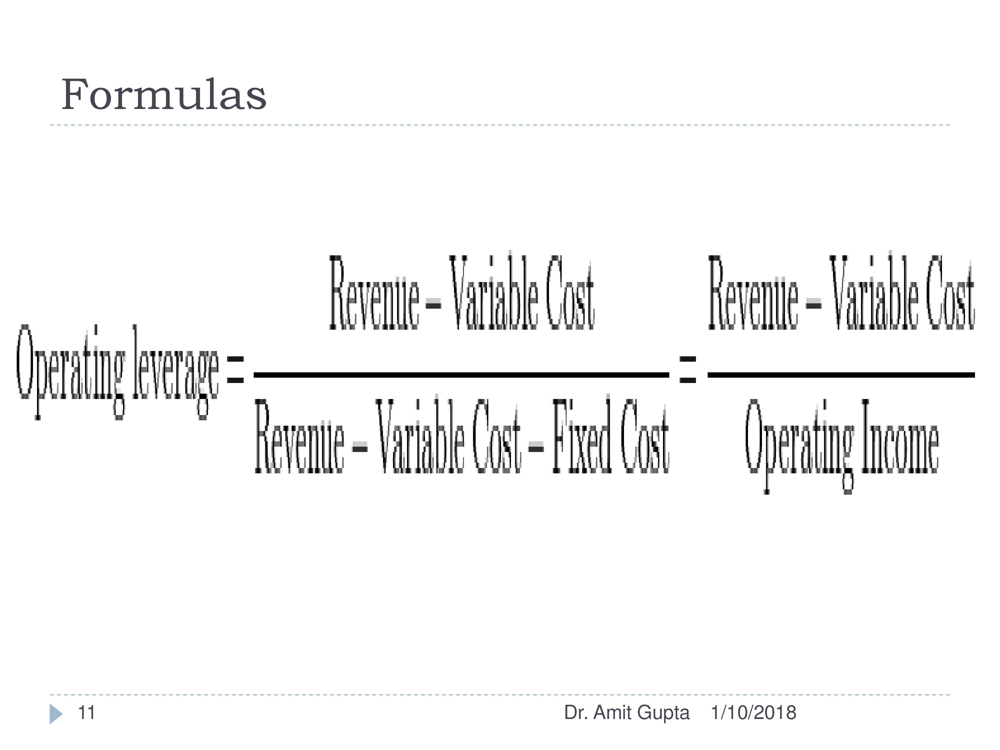 Formulas
Revenue – Variable Cost    Revenue – Variable Cost
Operating leverage = =
Revenue – Variable Cost – Fixed Cost    Operating Income
11    Dr. Amit Gupta    1/10/2018